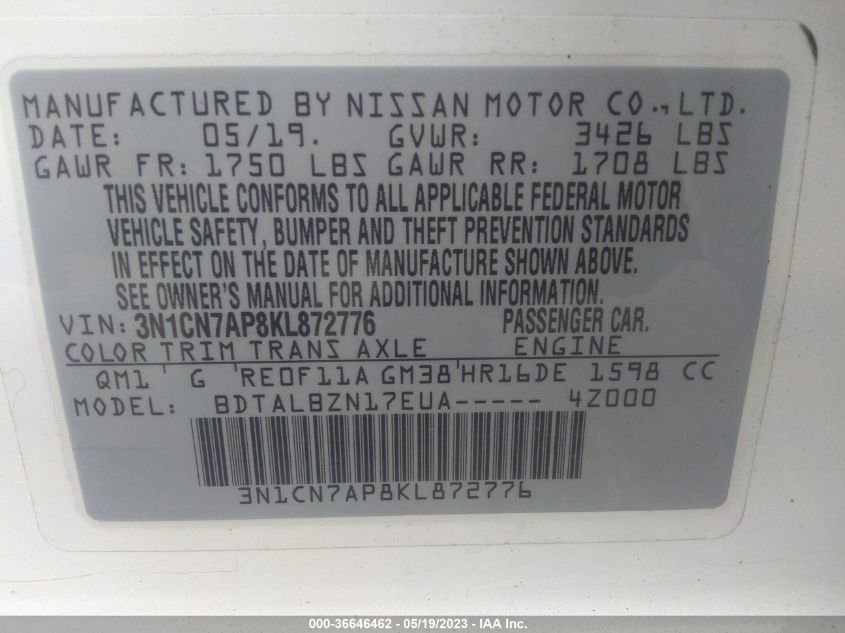 MANUFACTURED BY NISSAN MOTOR CO., LTD.
DATE: 05/19. GVWR: 3426 LBS
GAWR FR: 1750 LBS GAWR RR: 1708 LBS
THIS VEHICLE CONFORMS TO ALL APPLICABLE FEDERAL MOTOR
VEHICLE SAFETY, BUMPER AND THEFT PREVENTION STANDARDS
IN EFFECT ON THE DATE OF MANUFACTURE SHOWN ABOVE.
SEE OWNER'S MANUAL FOR ADDITIONAL INFORMATION.
VIN: 3N1CN7AP8KL872776 PASSENGER CAR.
COLOR TRIM TRANS AXLE ENGINE
QM1 G RE0F11A GM38 HR16DE 1598 CC
MODEL: BDTALBZN17EUA----- 4Z000
3N1CN7AP8KL872776
000-36646462 - 05/19/2023 - IAA Inc.